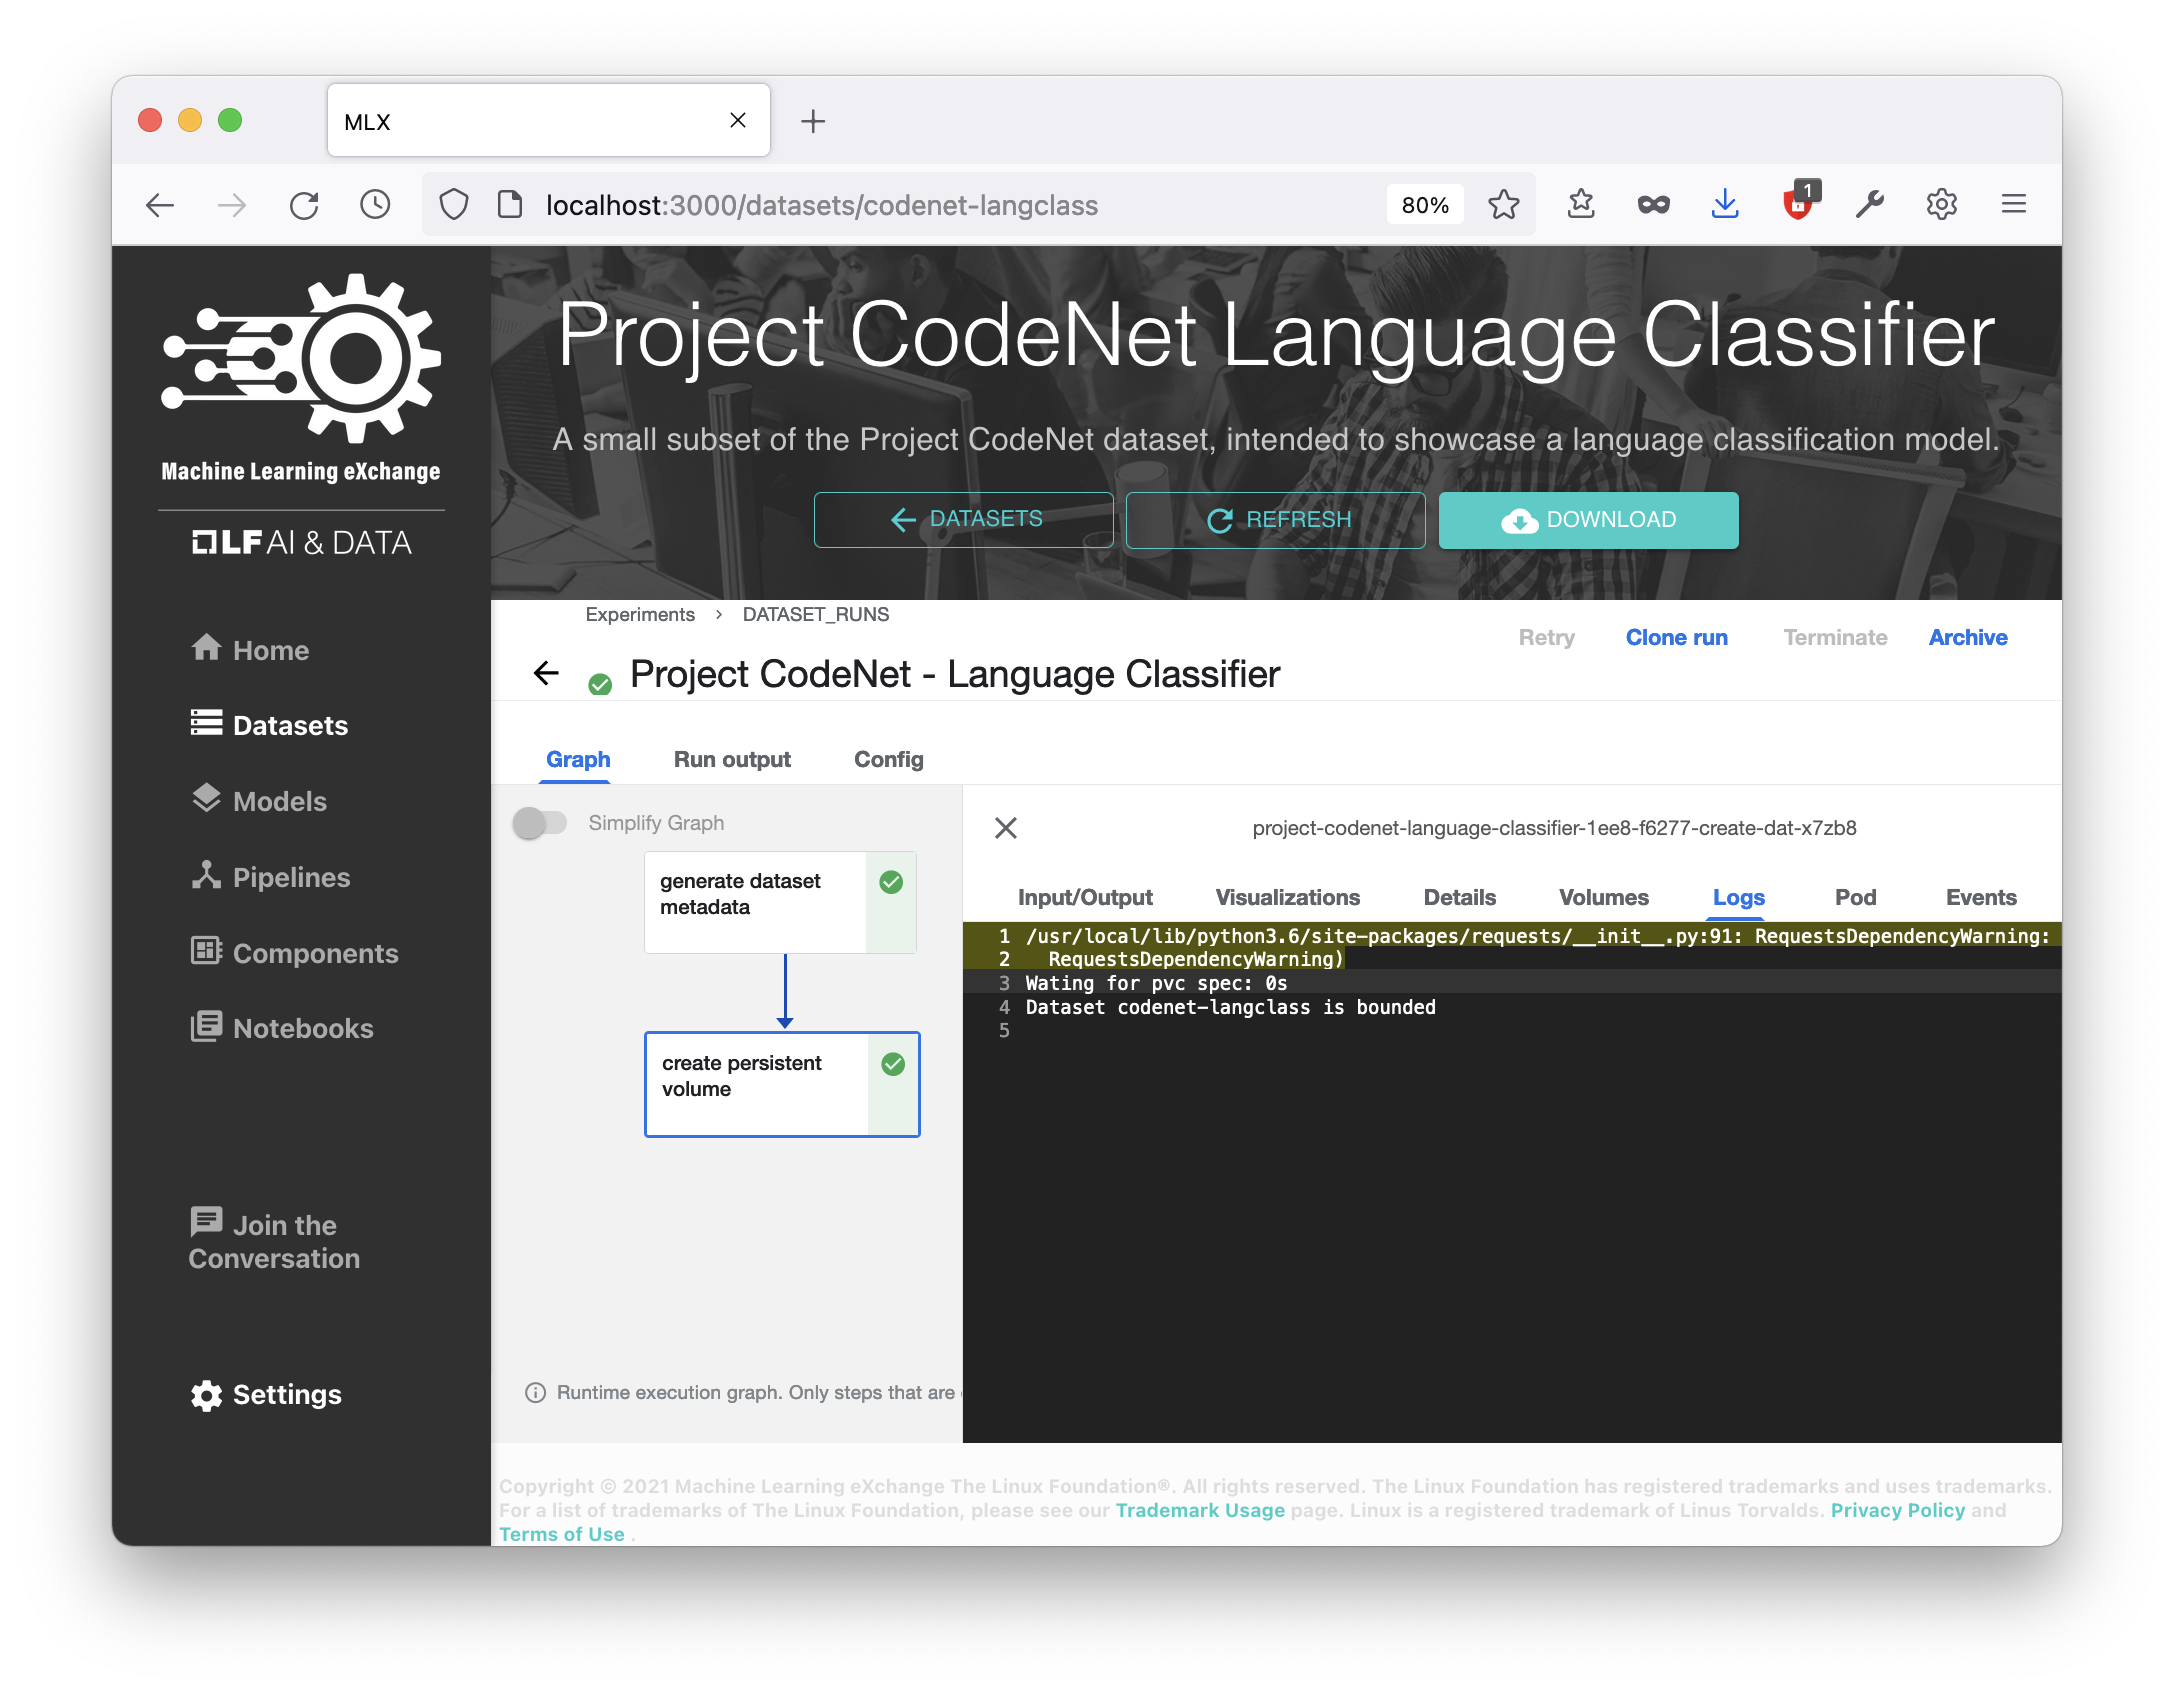 MLX
localhost:3000/datasets/codenet-langclass
80%
1
Machine Learning eXchange
LF AI & DATA
Home
Datasets
Models
Pipelines
Components
Notebooks
Join the
Conversation
Settings
Project CodeNet Language Classifier
A small subset of the Project CodeNet dataset, intended to showcase a language classification model.
DATASETS
REFRESH
DOWNLOAD
Experiments > DATASET_RUNS
Retry
Clone run
Terminate
Archive
Project CodeNet - Language Classifier
Graph
Run output
Config
Simplify Graph
generate dataset
metadata
create persistent
volume
Runtime execution graph. Only steps that are
project-codenet-language-classifier-1ee8-f6277-create-dat-x7zb8
Input/Output
Visualizations
Details
Volumes
Logs
Pod
Events
1 /usr/local/lib/python3.6/site-packages/requests/__init__.py:91: RequestsDependencyWarning:
2 RequestsDependencyWarning)
3 Wating for pvc spec: 0s
4 Dataset codenet-langclass is bounded
5
Copyright © 2021 Machine Learning eXchange The Linux Foundation®. All rights reserved. The Linux Foundation has registered trademarks and uses trademarks.
For a list of trademarks of The Linux Foundation, please see our Trademark Usage page. Linux is a registered trademark of Linus Torvalds. Privacy Policy and
Terms of Use .